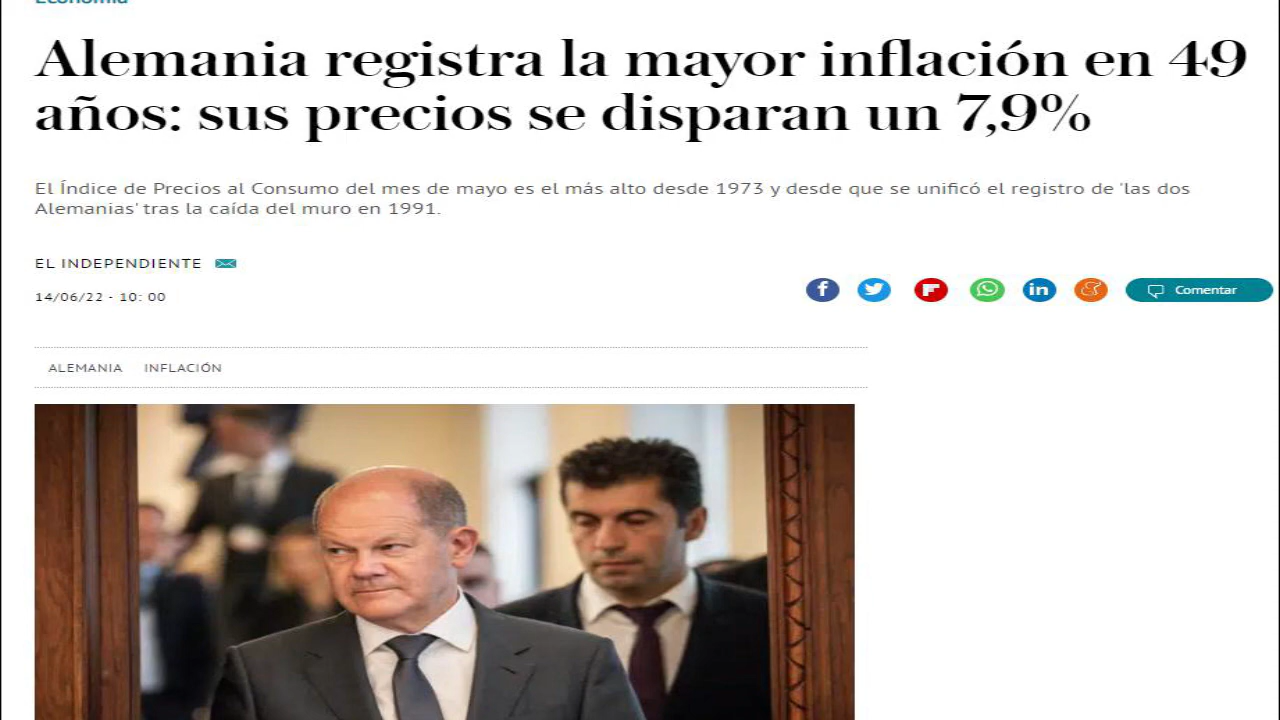 Economía
Alemania registra la mayor inflación en 49
años: sus precios se disparan un 7,9%
El Índice de Precios al Consumo del mes de mayo es el más alto desde 1973 y desde que se unificó el registro de 'las dos
Alemanias' tras la caída del muro en 1991.
EL INDEPENDIENTE
14/06/22 - 10: 00
Comentar
ALEMANIA INFLACIÓN